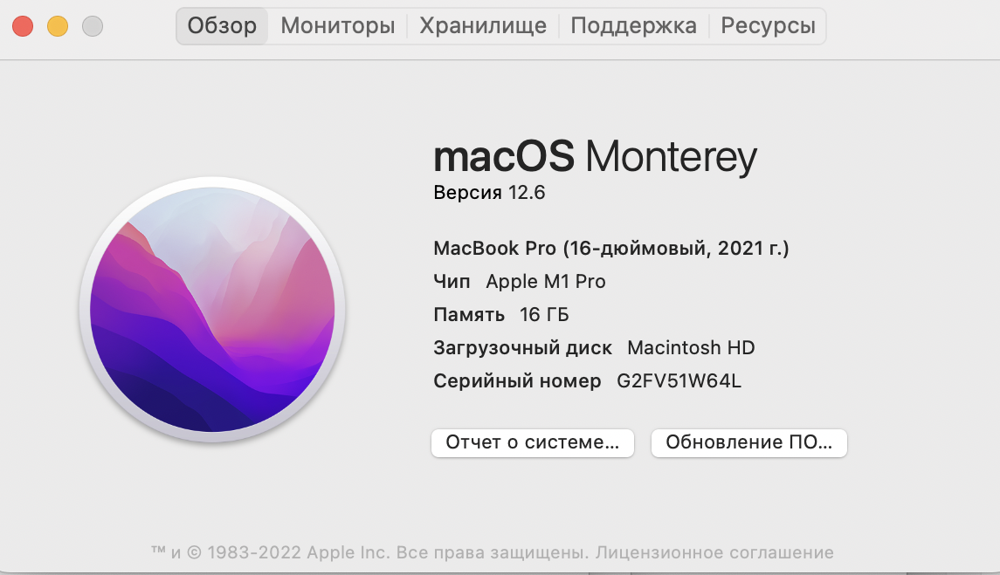 Обзор Мониторы Хранилище Поддержка Ресурсы
macOS Monterey
Версия 12.6
MacBook Pro (16-дюймовый, 2021 г.)
Чип Apple M1 Pro
Память 16 ГБ
Загрузочный диск Macintosh HD
Серийный номер G2FV51W64L
Отчет о системе... Обновление ПО...
™ и © 1983-2022 Apple Inc. Все права защищены. Лицензионное соглашение